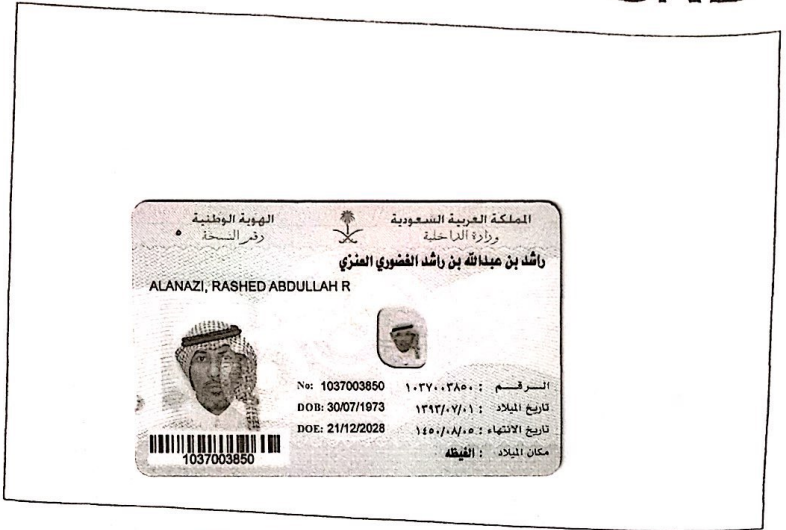 المملكة العربية السعودية
وزارة الداخلية
الهوية الوطنية
رقم النسخة ٥
راشد بن عبدالله بن راشد الغضوري العنزي
ALANAZI, RASHED ABDULLAH R
الرقم : ١٠٣٧٠٠٣٨٥٠ No: 1037003850
تاريخ الميلاد : ١٣٩٣/٠٧/٠١ DOB: 30/07/1973
تاريخ الانتهاء : ١٤٥٠/٠٨/٠٥ DOE: 21/12/2028
مكان الميلاد : الغيظه
1037003850